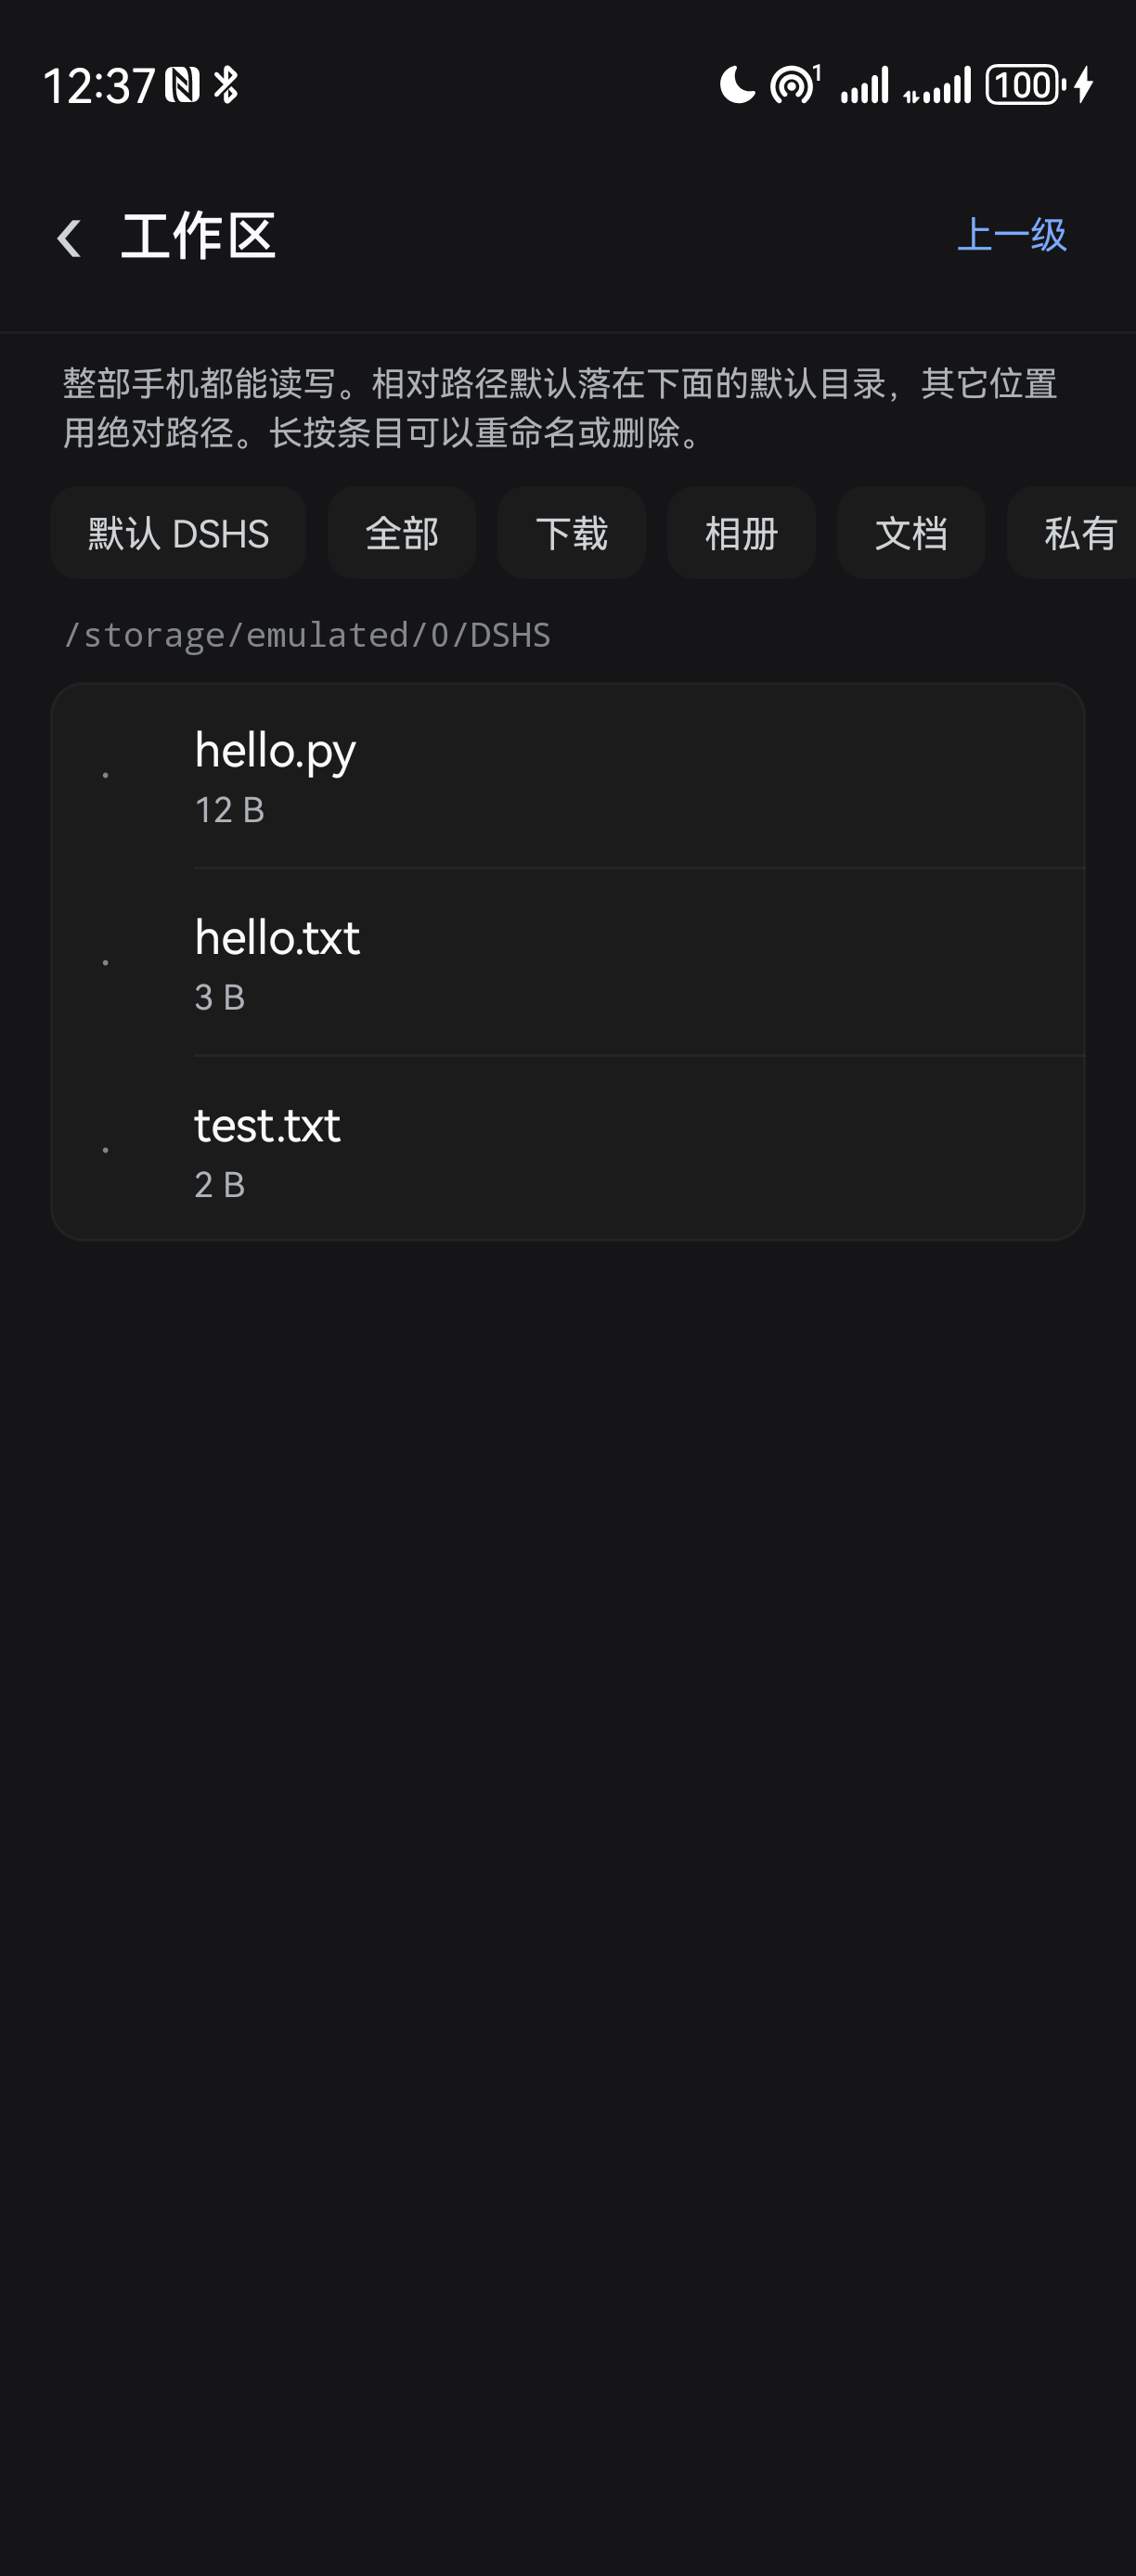 12:37
1
100
工作区
上一级
整部手机都能读写。相对路径默认落在下面的默认目录，其它位置
用绝对路径。长按条目可以重命名或删除。
默认 DSHS
全部
下载
相册
文档
私有
/storage/emulated/0/DSHS
hello.py
12 B
hello.txt
3 B
test.txt
2 B